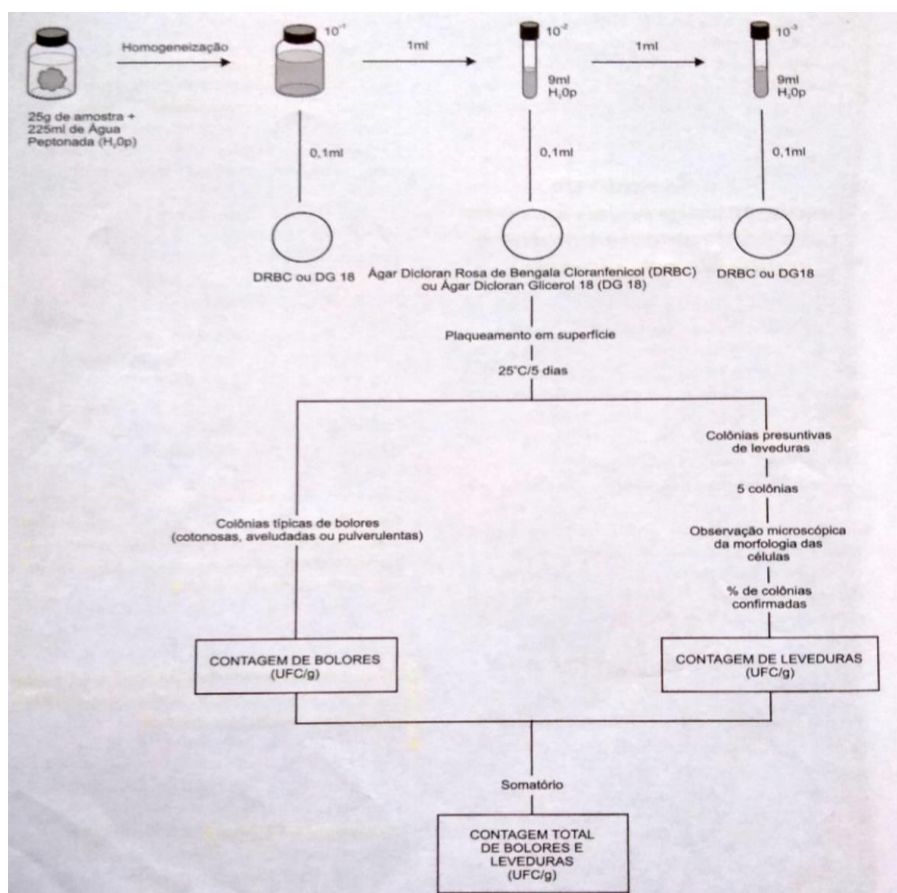 Homogeneização
10⁻¹
1ml
10⁻²
1ml
10⁻³
9ml
H₂0p
9ml
H₂0p
25g de amostra +
225ml de Água
Peptonada (H₂0p)
0,1ml
0,1ml
0,1ml
DRBC ou DG 18
Ágar Dicloran Rosa de Bengala Cloranfenicol (DRBC)
ou Ágar Dicloran Glicerol 18 (DG 18)
DRBC ou DG18
Plaqueamento em superfície
25°C/5 dias
Colônias presuntivas
de leveduras
5 colônias
Colônias típicas de bolores
(cotonosas, aveludadas ou pulverulentas)
Observação microscópica
da morfologia das
células
% de colônias
confirmadas
CONTAGEM DE BOLORES
(UFC/g)
CONTAGEM DE LEVEDURAS
(UFC/g)
Somatório
CONTAGEM TOTAL
DE BOLORES E
LEVEDURAS
(UFC/g)